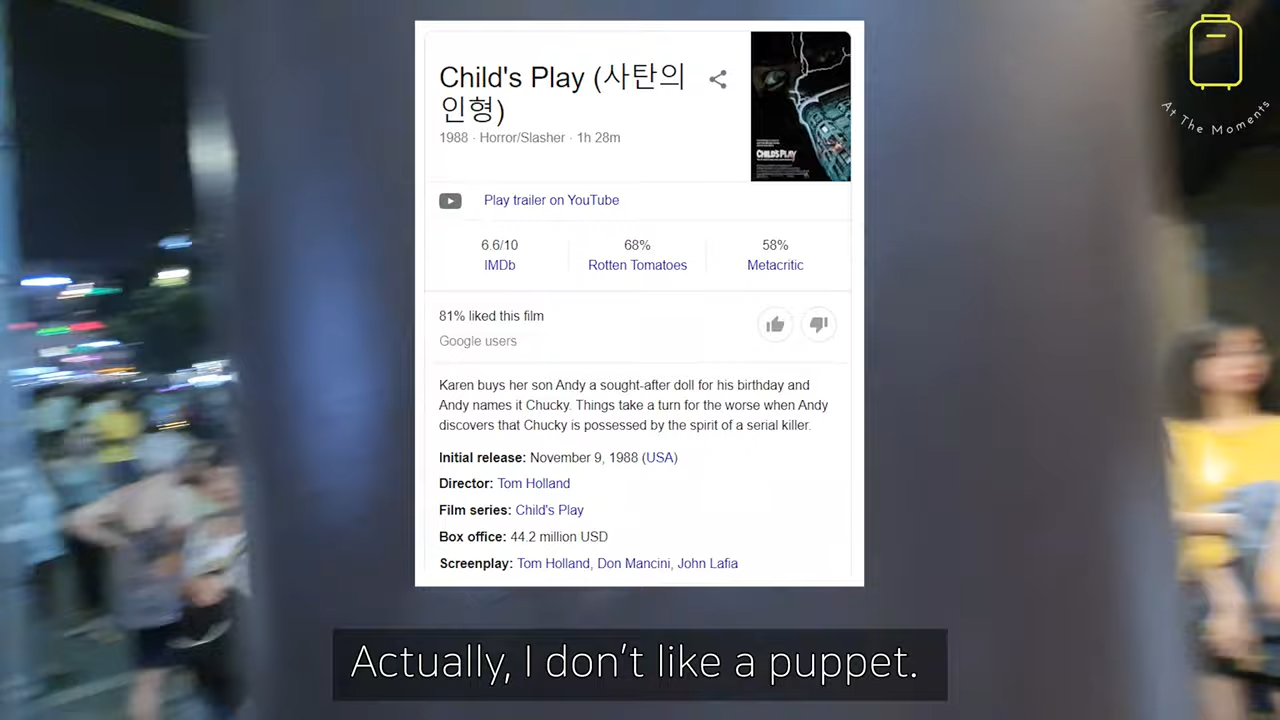 Child's Play (사탄의
인형)
1988 · Horror/Slasher · 1h 28m
CHILD'S PLAY
Play trailer on YouTube
6.6/10
IMDb
68%
Rotten Tomatoes
58%
Metacritic
81% liked this film
Google users
Karen buys her son Andy a sought-after doll for his birthday and
Andy names it Chucky. Things take a turn for the worse when Andy
discovers that Chucky is possessed by the spirit of a serial killer.
Initial release: November 9, 1988 (USA)
Director: Tom Holland
Film series: Child's Play
Box office: 44.2 million USD
Screenplay: Tom Holland, Don Mancini, John Lafia
At The Moments
Actually, I don't like a puppet.